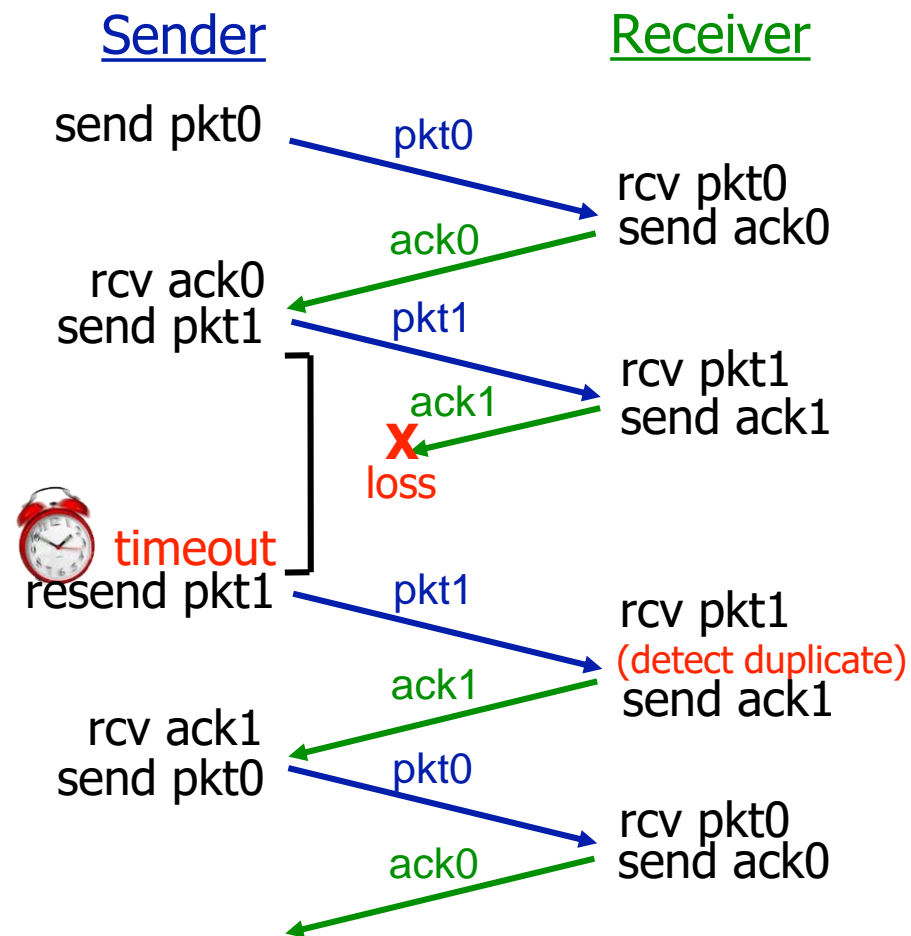 Sender
Receiver
send pkt0
pkt0
rcv pkt0
send ack0
ack0
rcv ack0
send pkt1
pkt1
rcv pkt1
send ack1
ack1
X
loss
timeout
resend pkt1
pkt1
rcv pkt1
(detect duplicate)
send ack1
ack1
rcv ack1
send pkt0
pkt0
rcv pkt0
send ack0
ack0